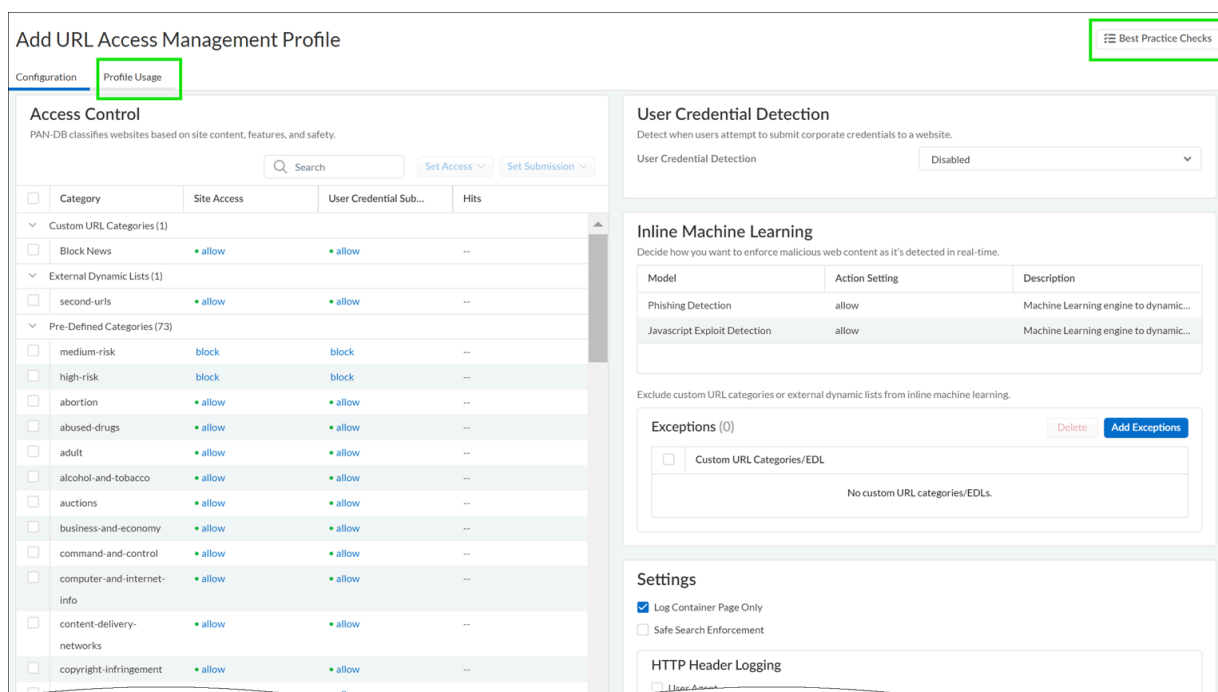 Add URL Access Management Profile
Best Practice Checks
Configuration
Profile Usage
Access Control
PAN-DB classifies websites based on site content, features, and safety.
Search
Set Access
Set Submission
Category Site Access User Credential Sub... Hits
Custom URL Categories (1)
Block News • allow • allow --
External Dynamic Lists (1)
second-urls • allow • allow --
Pre-Defined Categories (73)
medium-risk block block --
high-risk block block --
abortion • allow • allow --
abused-drugs • allow • allow --
adult • allow • allow --
alcohol-and-tobacco • allow • allow --
auctions • allow • allow --
business-and-economy • allow • allow --
command-and-control • allow • allow --
computer-and-internet- • allow • allow --
info
content-delivery- • allow • allow --
networks
copyright-infringement • allow • allow --
User Credential Detection
Detect when users attempt to submit corporate credentials to a website.
User Credential Detection Disabled
Inline Machine Learning
Decide how you want to enforce malicious web content as it's detected in real-time.
Model Action Setting Description
Phishing Detection allow Machine Learning engine to dynamic...
Javascript Exploit Detection allow Machine Learning engine to dynamic...
Exclude custom URL categories or external dynamic lists from inline machine learning.
Exceptions (0)
Delete
Add Exceptions
Custom URL Categories/EDL
No custom URL categories/EDLs.
Settings
Log Container Page Only
Safe Search Enforcement
HTTP Header Logging
User Agent